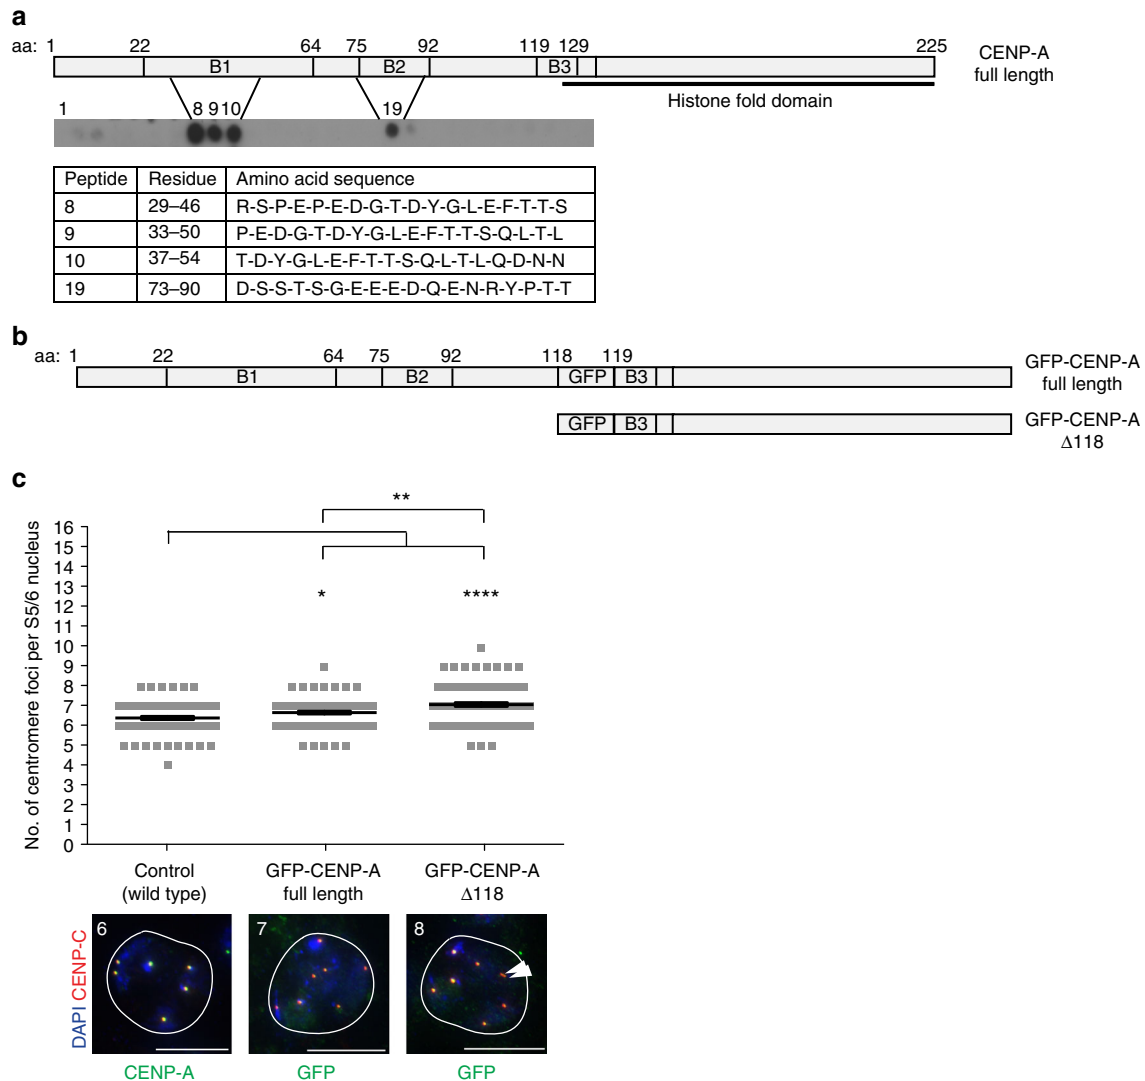 a
aa: 1 22 64 75 92 119 129 225
B1 B2 B3
CENP-A
full length
Histone fold domain
1 8 9 10 19
Peptide Residue Amino acid sequence
8 29–46 R-S-P-E-P-E-D-G-T-D-Y-G-L-E-F-T-T-S
9 33–50 P-E-D-G-T-D-Y-G-L-E-F-T-T-S-Q-L-T-L
10 37–54 T-D-Y-G-L-E-F-T-T-S-Q-L-T-L-Q-D-N-N
19 73–90 D-S-S-T-S-G-E-E-E-D-Q-E-N-R-Y-P-T-T
b
aa: 1 22 64 75 92 118 119
B1 B2 GFP B3
GFP-CENP-A
full length
GFP B3
GFP-CENP-A
Δ118
c
No. of centromere foci per S5/6 nucleus
16
15
14
13
12
11
10
9
8
7
6
5
4
3
2
1
0
**
* ****
Control
(wild type)
GFP-CENP-A
full length
GFP-CENP-A
Δ118
DAPI CENP-C
6 7 8
CENP-A GFP GFP